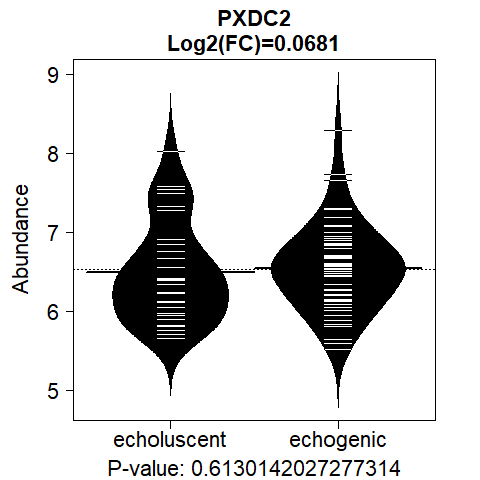 PXDC2
Log2(FC)=0.0681
9
8
7
6
5
Abundance
echoluscent
echogenic
P-value: 0.6130142027277314